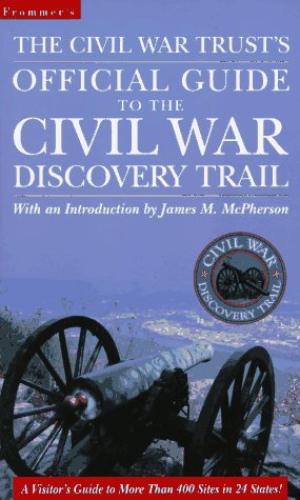 Frommer's
THE CIVIL WAR TRUST'S
OFFICIAL GUIDE
TO THE
CIVIL WAR
DISCOVERY TRAIL
With an Introduction by James M. McPherson
CIVIL WAR
DISCOVERY TRAIL
A Visitor's Guide to More Than 400 Sites in 24 States!